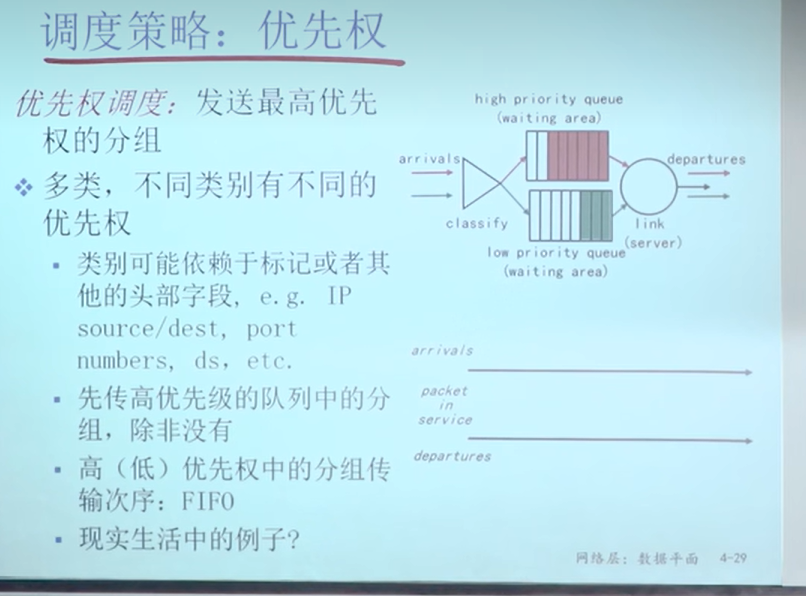 调度策略：优先权
优先权调度：发送最高优先
权的分组
多类，不同类别有不同的
优先权
类别可能依赖于标记或者其
他的头部字段, e.g. IP
source/dest, port
numbers, ds，etc.
先传高优先级的队列中的分
组，除非没有
高（低）优先权中的分组传
输次序：FIFO
现实生活中的例子?
high priority queue
(waiting area)
arrivals
departures
classify
link
(server)
low priority queue
(waiting area)
arrivals
packet
in
service
departures
网络层：数据平面 4-29